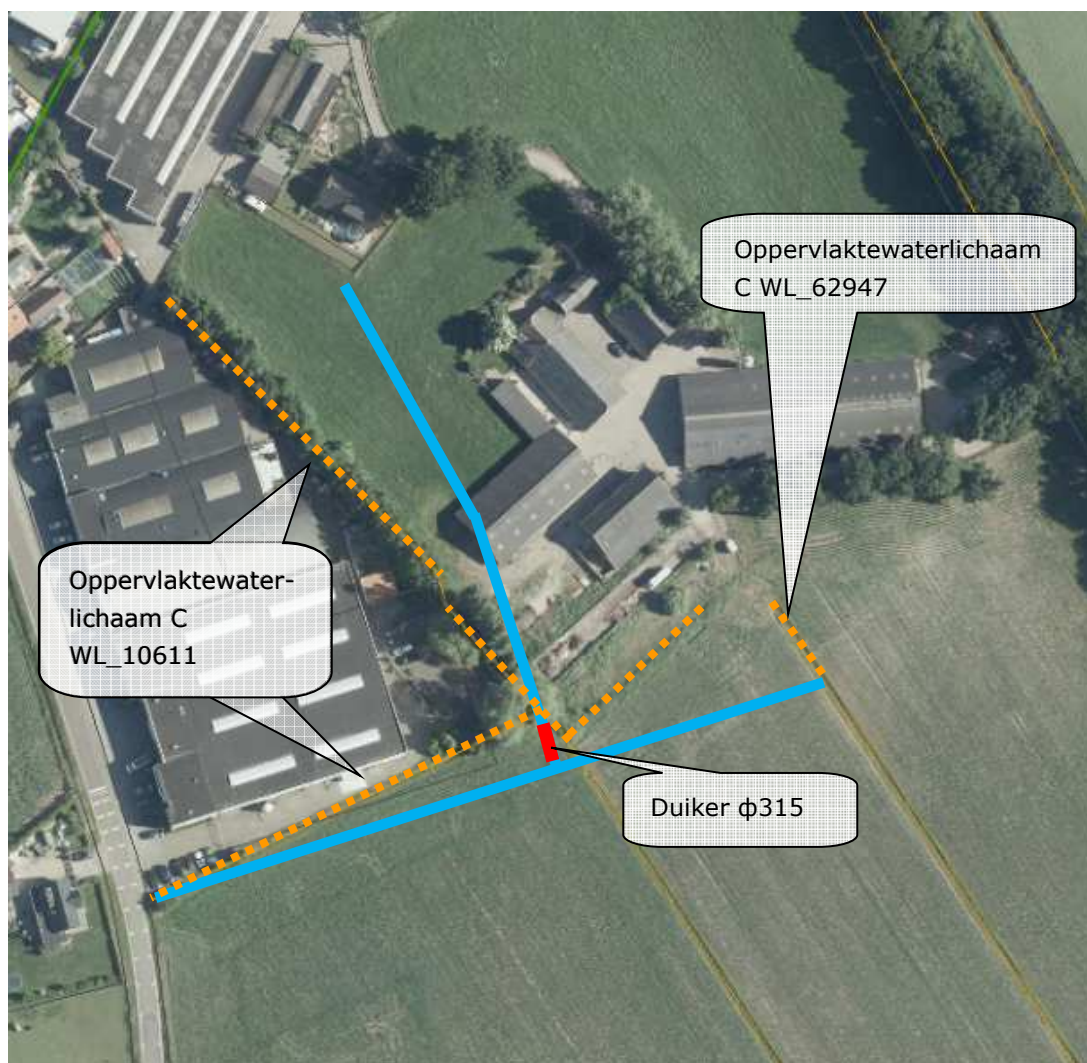 Oppervlaktewaterlichaam
C WL_62947
Oppervlaktewater-
lichaam C
WL_10611
Duiker φ315